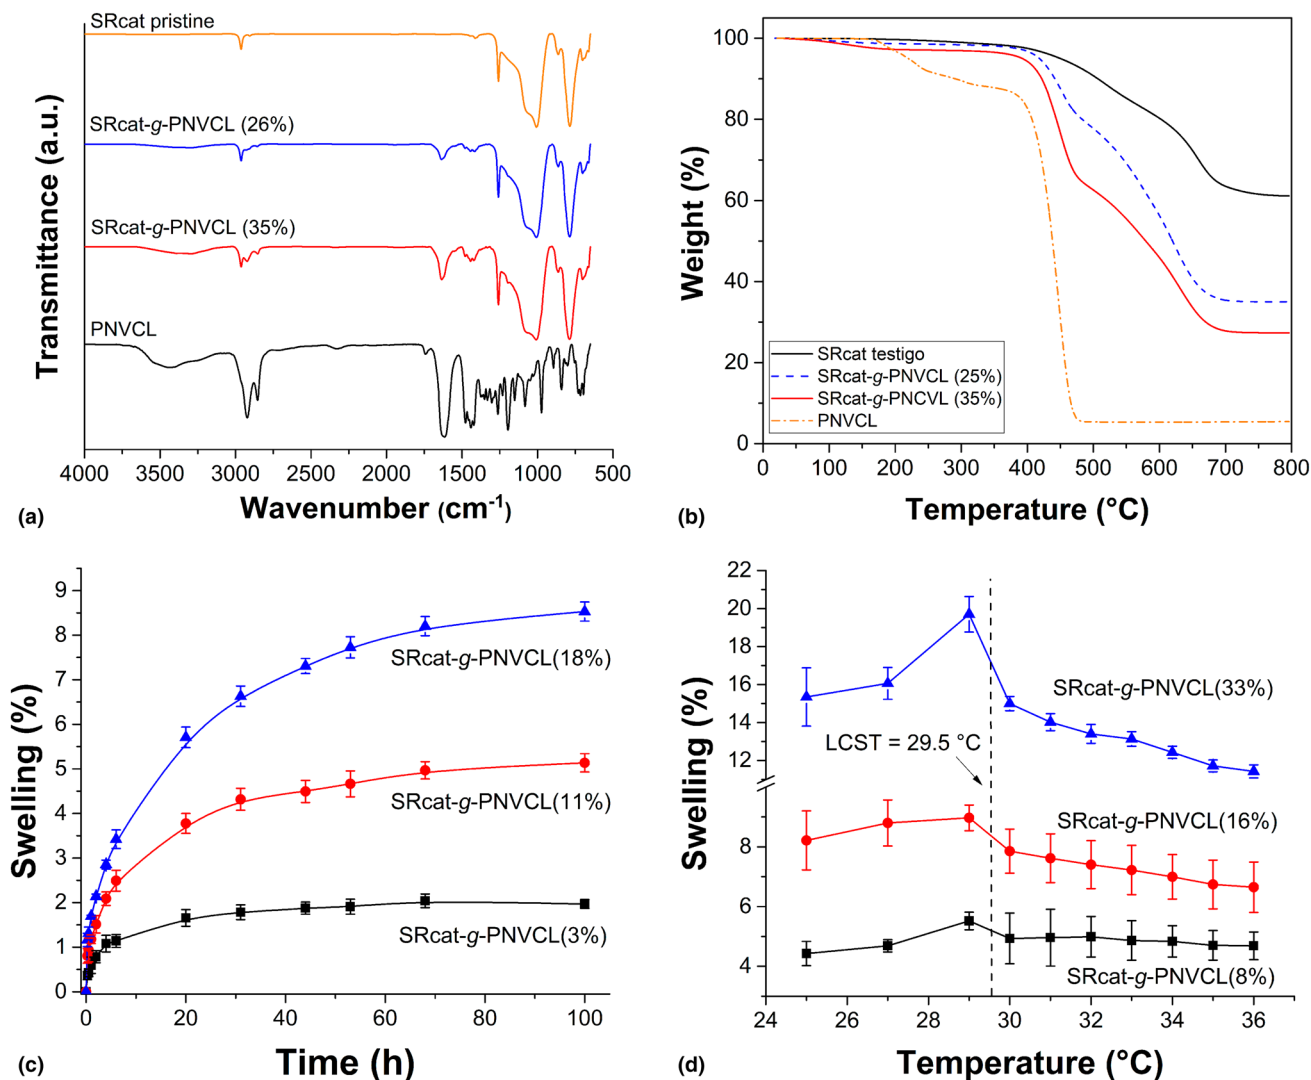 SRcat pristine
SRcat-g-PNVCL (26%)
SRcat-g-PNVCL (35%)
PNVCL
Transmittance (a.u.)
4000 3500 3000 2500 2000 1500 1000 500
Wavenumber (cm-1)
(a)
100
80
60
40
20
0
Weight (%)
SRcat testigo
SRcat-g-PNVCL (25%)
SRcat-g-PNCVL (35%)
PNVCL
0 100 200 300 400 500 600 700 800
Temperature (°C)
(b)
9
8
7
6
5
4
3
2
1
0
Swelling (%)
SRcat-g-PNVCL(18%)
SRcat-g-PNVCL(11%)
SRcat-g-PNVCL(3%)
0 20 40 60 80 100
Time (h)
(c)
22
20
18
16
14
12
8
6
4
Swelling (%)
SRcat-g-PNVCL(33%)
LCST = 29.5 °C
SRcat-g-PNVCL(16%)
SRcat-g-PNVCL(8%)
24 26 28 30 32 34 36
Temperature (°C)
(d)